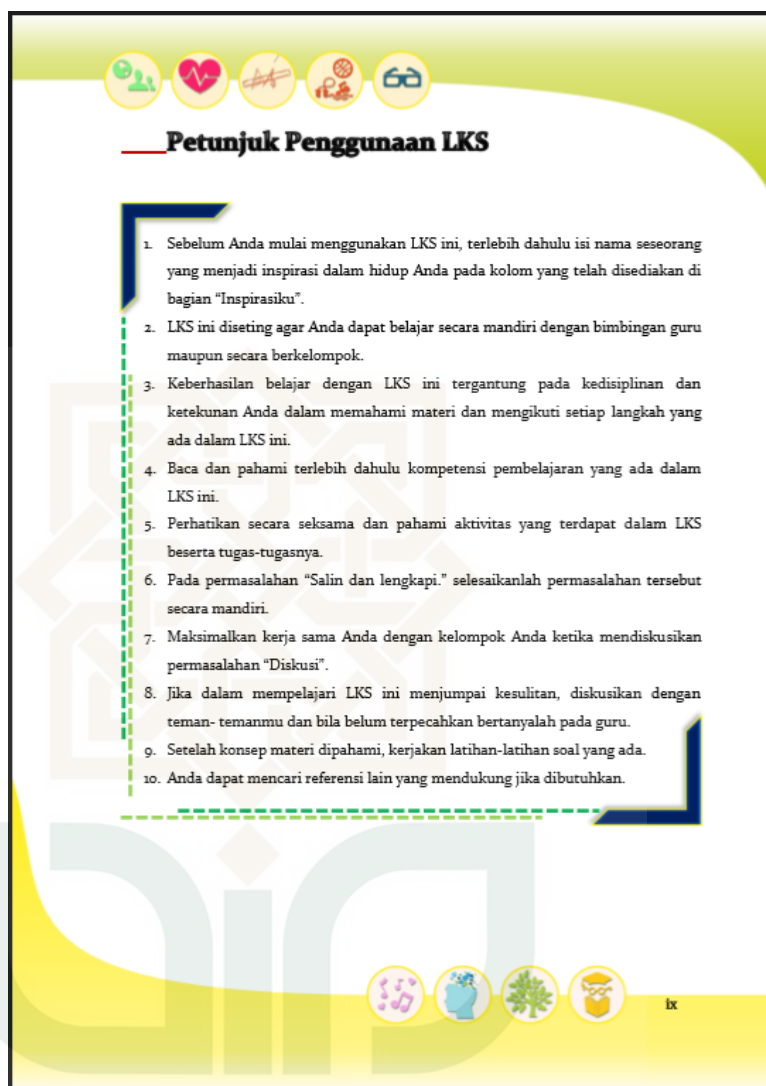 Petunjuk Penggunaan LKS
1. Sebelum Anda mulai menggunakan LKS ini, terlebih dahulu isi nama seseorang
yang menjadi inspirasi dalam hidup Anda pada kolom yang telah disediakan di
bagian “Inspirasiku”.
2. LKS ini diseting agar Anda dapat belajar secara mandiri dengan bimbingan guru
maupun secara berkelompok.
3. Keberhasilan belajar dengan LKS ini tergantung pada kedisiplinan dan
ketekunan Anda dalam memahami materi dan mengikuti setiap langkah yang
ada dalam LKS ini.
4. Baca dan pahami terlebih dahulu kompetensi pembelajaran yang ada dalam
LKS ini.
5. Perhatikan secara seksama dan pahami aktivitas yang terdapat dalam LKS
beserta tugas-tugasnya.
6. Pada permasalahan “Salin dan lengkapi.” selesaikanlah permasalahan tersebut
secara mandiri.
7. Maksimalkan kerja sama Anda dengan kelompok Anda ketika mendiskusikan
permasalahan “Diskusi”.
8. Jika dalam mempelajari LKS ini menjumpai kesulitan, diskusikan dengan
teman- temanmu dan bila belum terpecahkan bertanyalah pada guru.
9. Setelah konsep materi dipahami, kerjakan latihan-latihan soal yang ada.
10. Anda dapat mencari referensi lain yang mendukung jika dibutuhkan.
ix